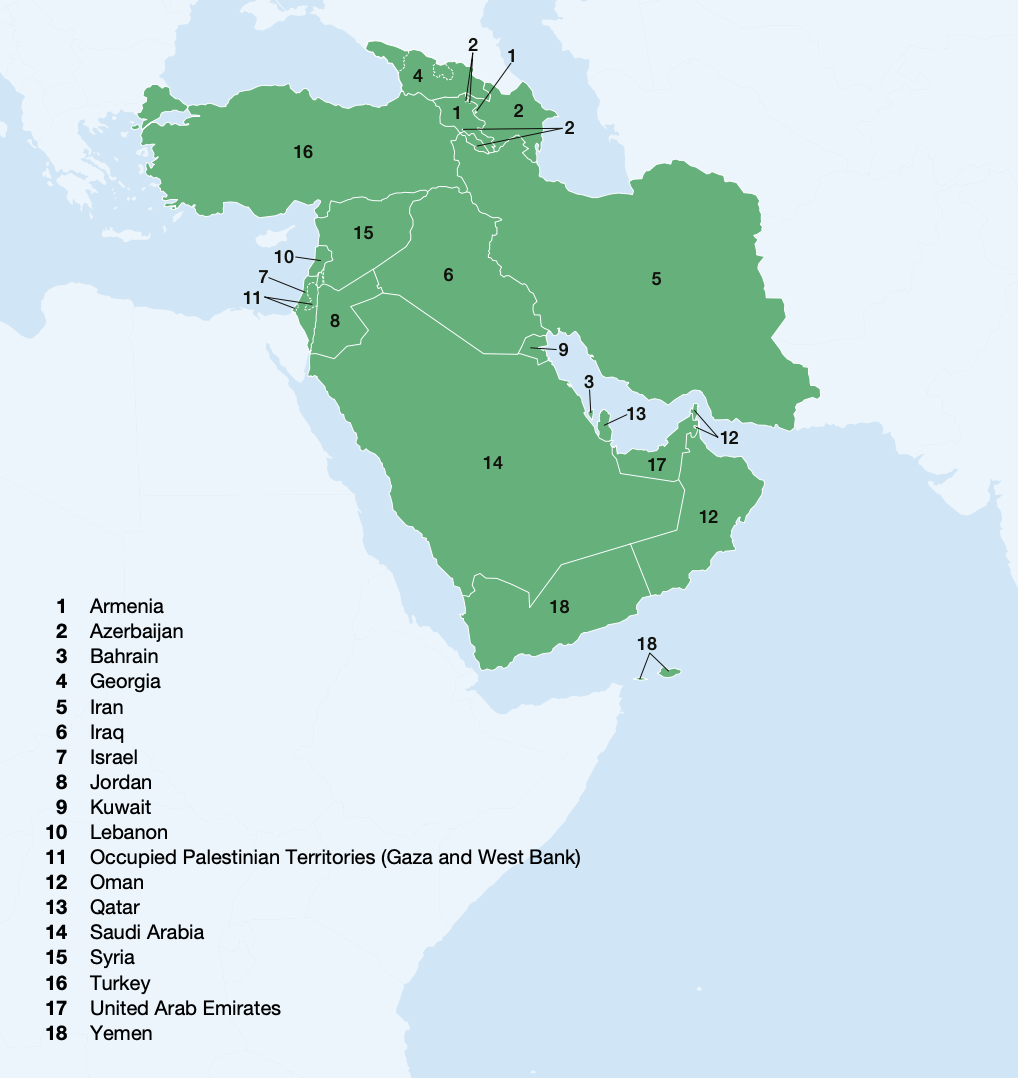 2
1
4
1
2
2
16
15
10
6
5
7
11
8
9
3
13
12
14
17
12
18
18
1 Armenia
2 Azerbaijan
3 Bahrain
4 Georgia
5 Iran
6 Iraq
7 Israel
8 Jordan
9 Kuwait
10 Lebanon
11 Occupied Palestinian Territories (Gaza and West Bank)
12 Oman
13 Qatar
14 Saudi Arabia
15 Syria
16 Turkey
17 United Arab Emirates
18 Yemen